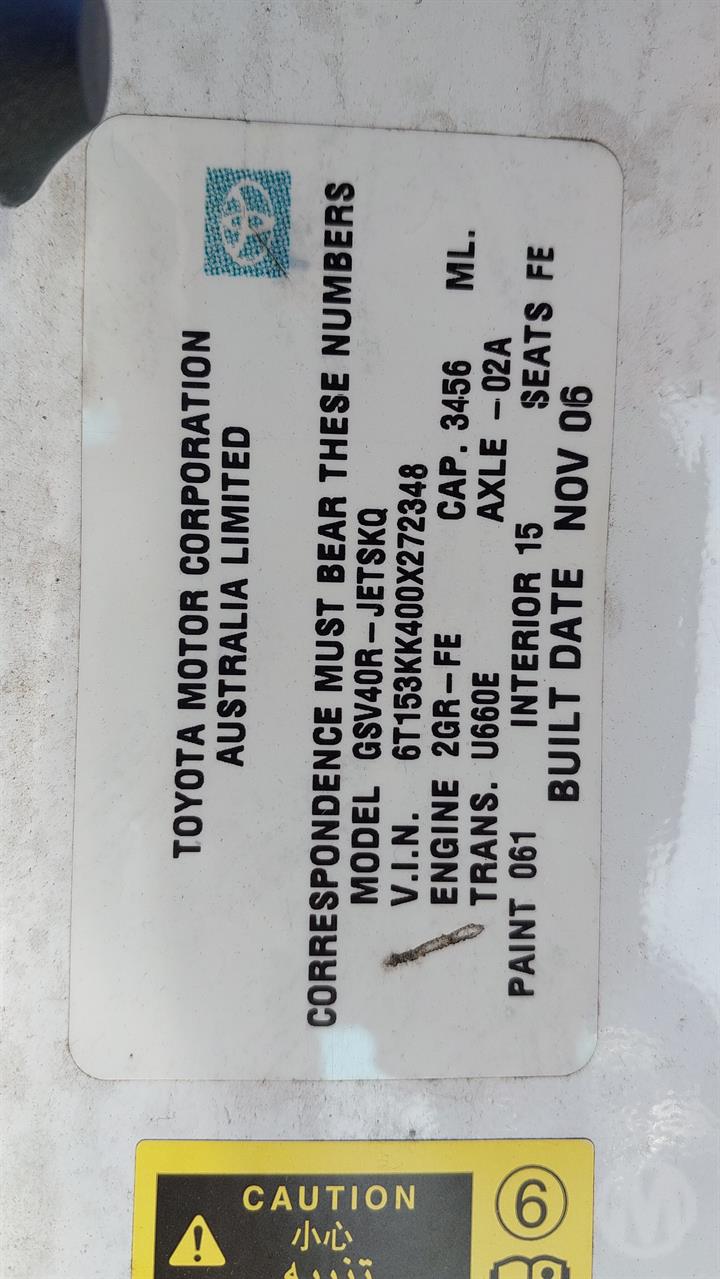 TOYOTA MOTOR CORPORATION
AUSTRALIA LIMITED
CORRESPONDENCE MUST BEAR THESE NUMBERS
MODEL GSV40R-JETSKQ
V.I.N. 6T153KK400X272348
ENGINE 2GR-FE CAP. 3456 ML.
TRANS. U660E AXLE -02A
PAINT 061 INTERIOR 15 SEATS FE
BUILT DATE NOV 06
CAUTION
小心
تنبيه
6
M